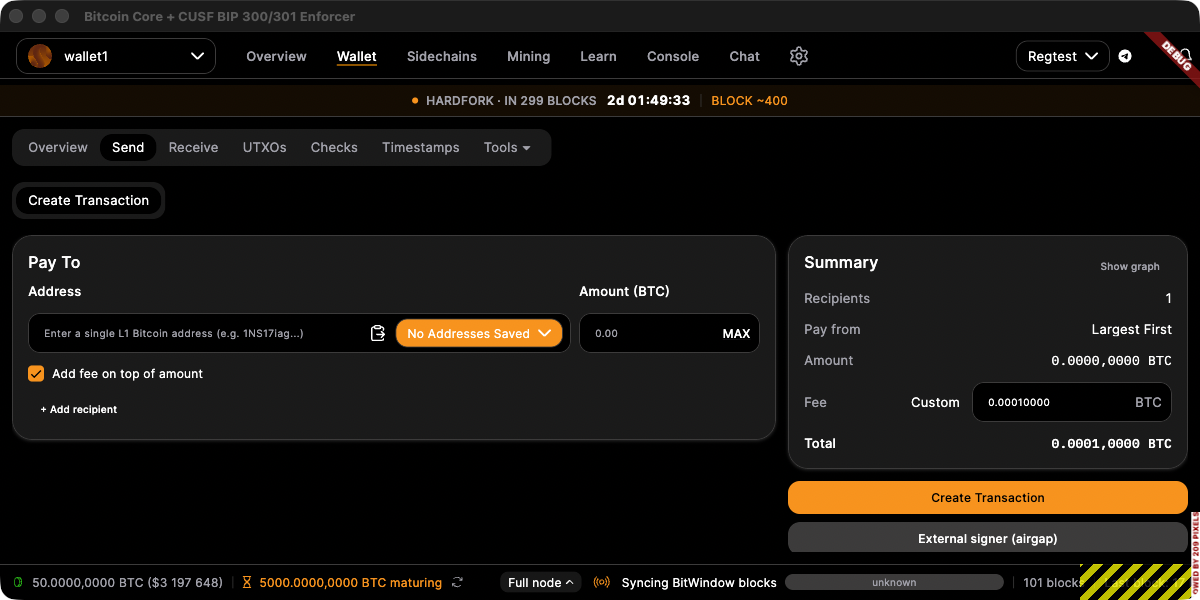 Bitcoin Core + CUSF BIP 300/301 Enforcer
wallet1
Overview
Wallet
Sidechains
Mining
Learn
Console
Chat
Regtest
DEBUG
HARDFORK · IN 299 BLOCKS 2d 01:49:33 BLOCK ~400
Overview
Send
Receive
UTXOs
Checks
Timestamps
Tools
Create Transaction
Pay To
Address
Amount (BTC)
Enter a single L1 Bitcoin address (e.g. 1NS17iag...)
No Addresses Saved
0.00
MAX
Add fee on top of amount
+ Add recipient
Summary
Show graph
Recipients 1
Pay from Largest First
Amount 0.0000,0000 BTC
Fee Custom 0.00010000 BTC
Total 0.0001,0000 BTC
Create Transaction
External signer (airgap)
50.0000,0000 BTC ($3 197 648)
5000.0000,0000 BTC maturing
Full node
Syncing BitWindow blocks
unknown
101 blocks
OWED BY 209 PIXELS